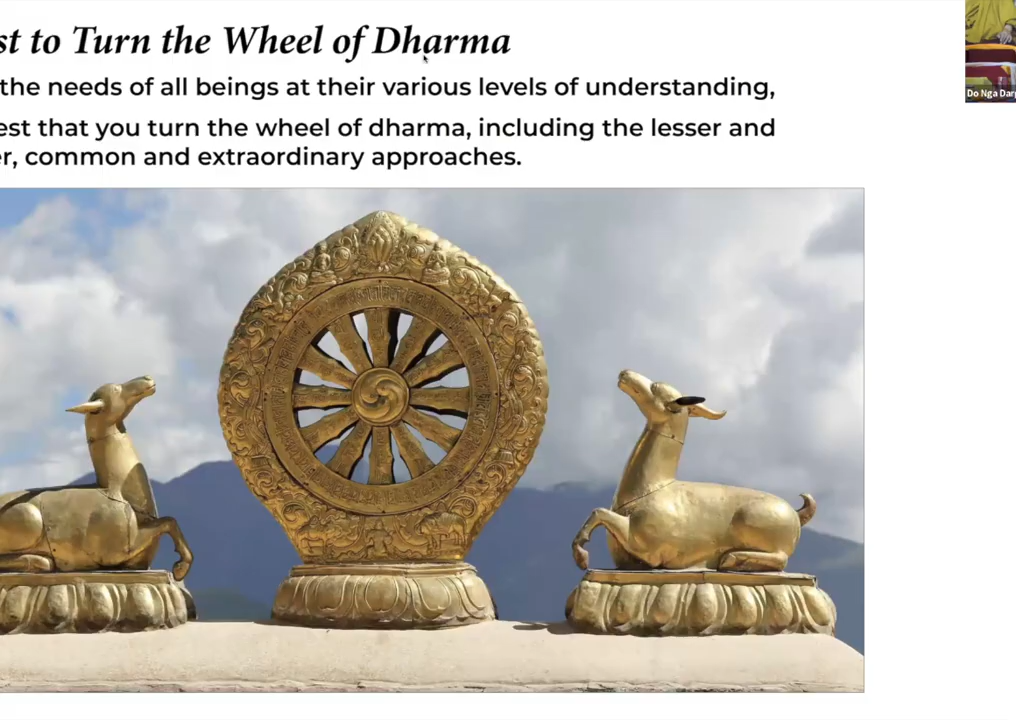 st to Turn the Wheel of Dharma
the needs of all beings at their various levels of understanding,
est that you turn the wheel of dharma, including the lesser and
er, common and extraordinary approaches.
Do Nga Darg